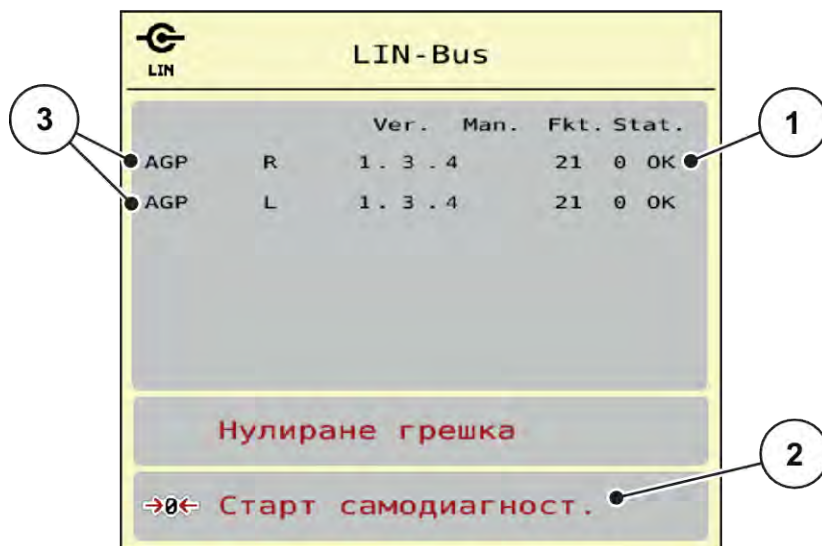 LIN
LIN-Bus
Ver. Man. Fkt. Stat.
AGP R 1.3.4 21 0 OK
AGP L 1.3.4 21 0 OK
Нулиране грешка
→0← Старт самодиагност.
3
1
2